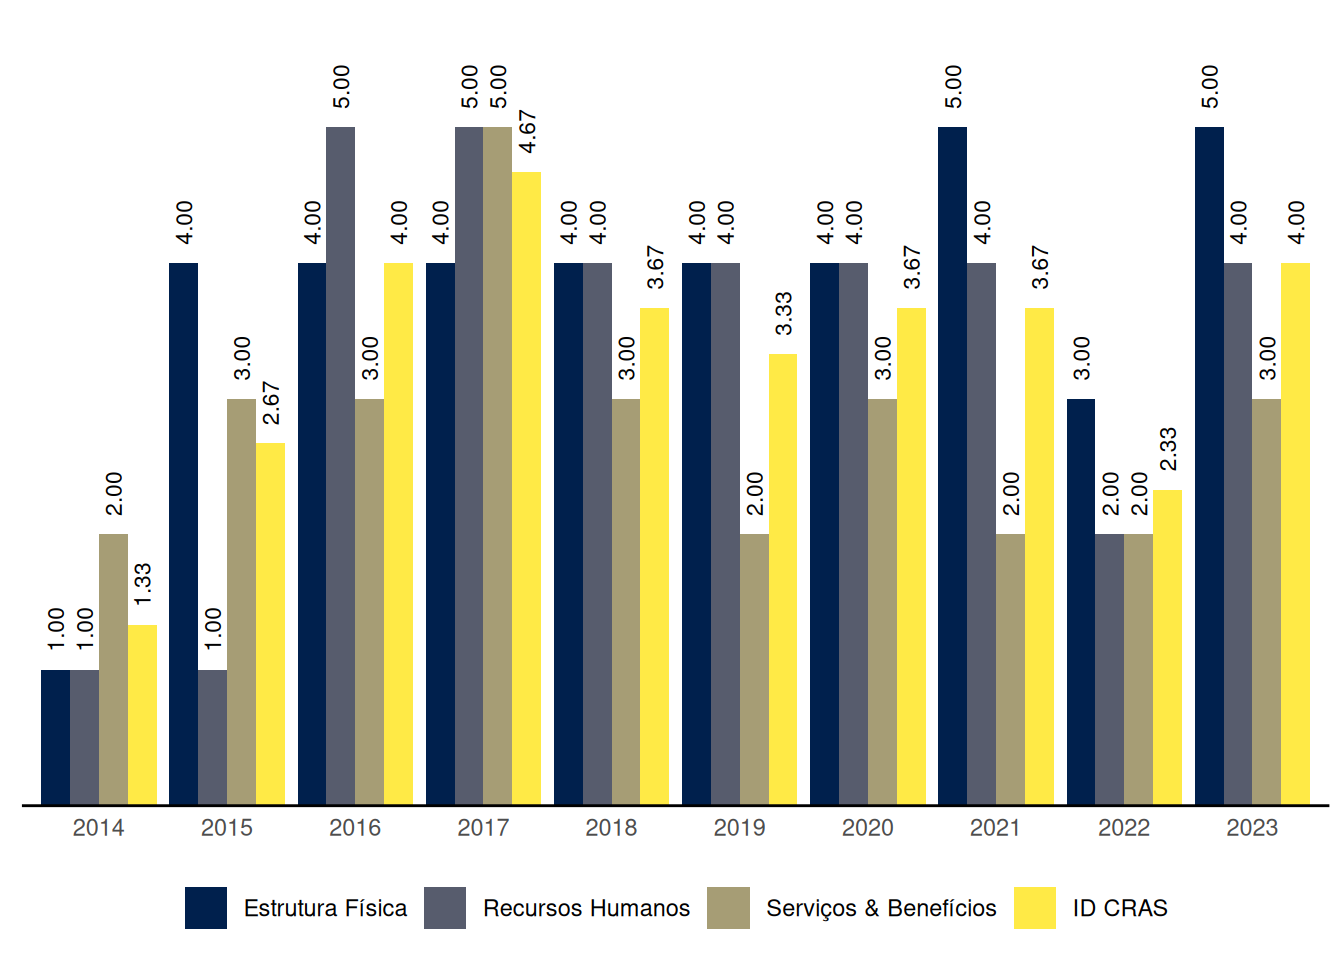 1.00 1.00 2.00 1.33
4.00 1.00 3.00 2.67
4.00 5.00 3.00 4.00
4.00 5.00 5.00 4.67
4.00 4.00 3.00 3.67
4.00 4.00 2.00 3.33
4.00 4.00 3.00 3.67
5.00 4.00 2.00 3.67
3.00 2.00 2.00 2.33
5.00 4.00 3.00 4.00
2014 2015 2016 2017 2018 2019 2020 2021 2022 2023
Estrutura Física Recursos Humanos Serviços & Benefícios ID CRAS